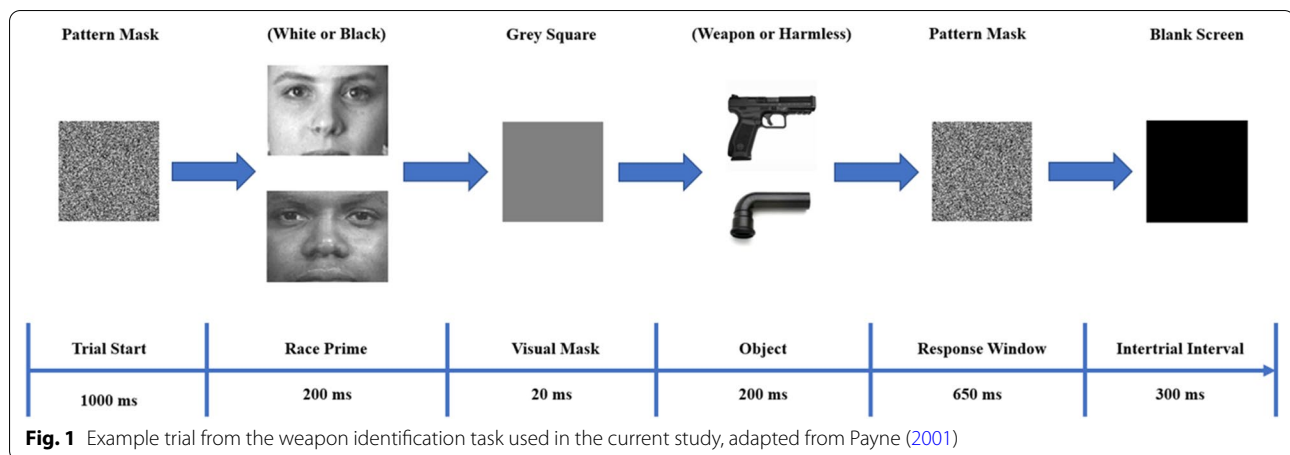 Pattern Mask (White or Black) Grey Square (Weapon or Harmless) Pattern Mask Blank Screen
Trial Start Race Prime Visual Mask Object Response Window Intertrial Interval
1000 ms 200 ms 20 ms 200 ms 650 ms 300 ms
Fig. 1 Example trial from the weapon identification task used in the current study, adapted from Payne (2001)